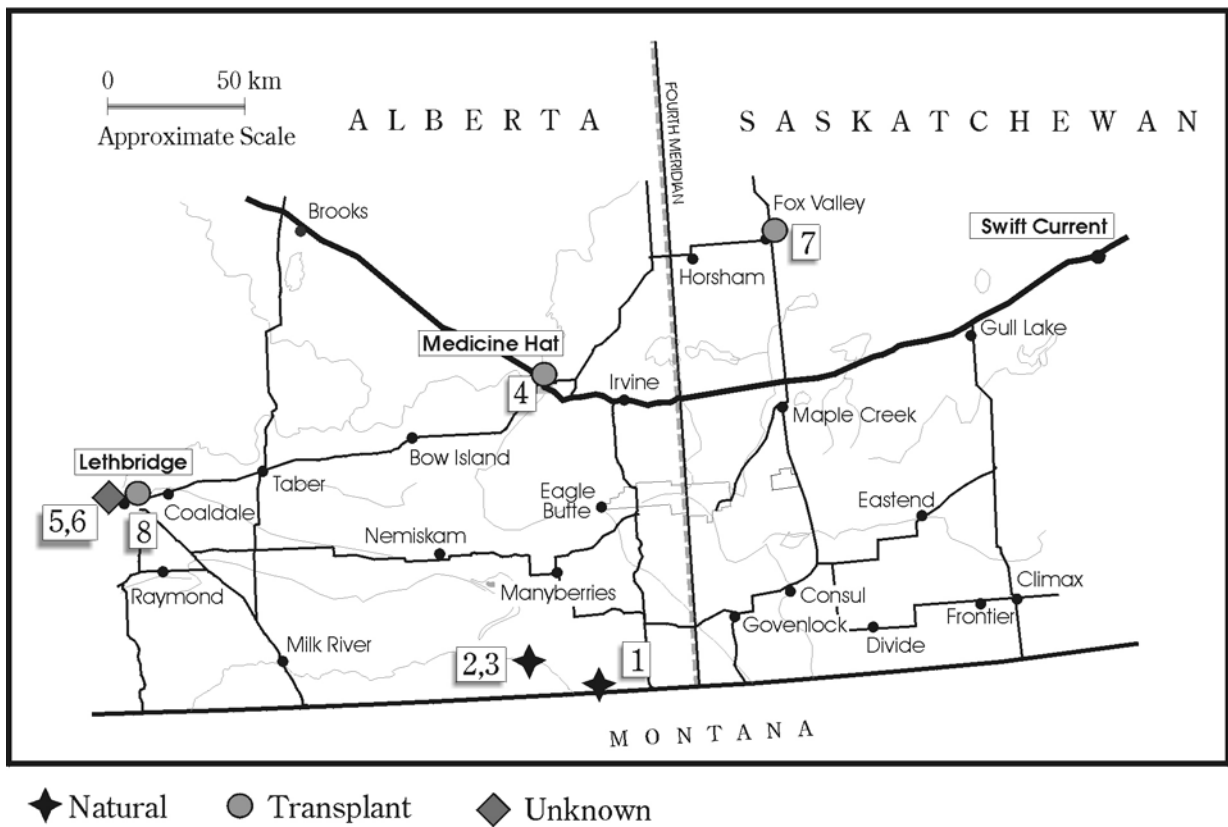 0 50 km
Approximate Scale
ALBERTA
SASKATCHEWAN
FOURTH MERIDIAN
Brooks
Fox Valley
7
Swift Current
Horsham
Gull Lake
Medicine Hat
4
Irvine
Maple Creek
Bow Island
Lethbridge
Taber
5,6
Coaldale
8
Eagle
Butte
Eastend
Nemiskam
Raymond
Manyberries
Consul
Climax
Frontier
Govenlock
Divide
Milk River
2,3
1
MONTANA
Natural Transplant Unknown